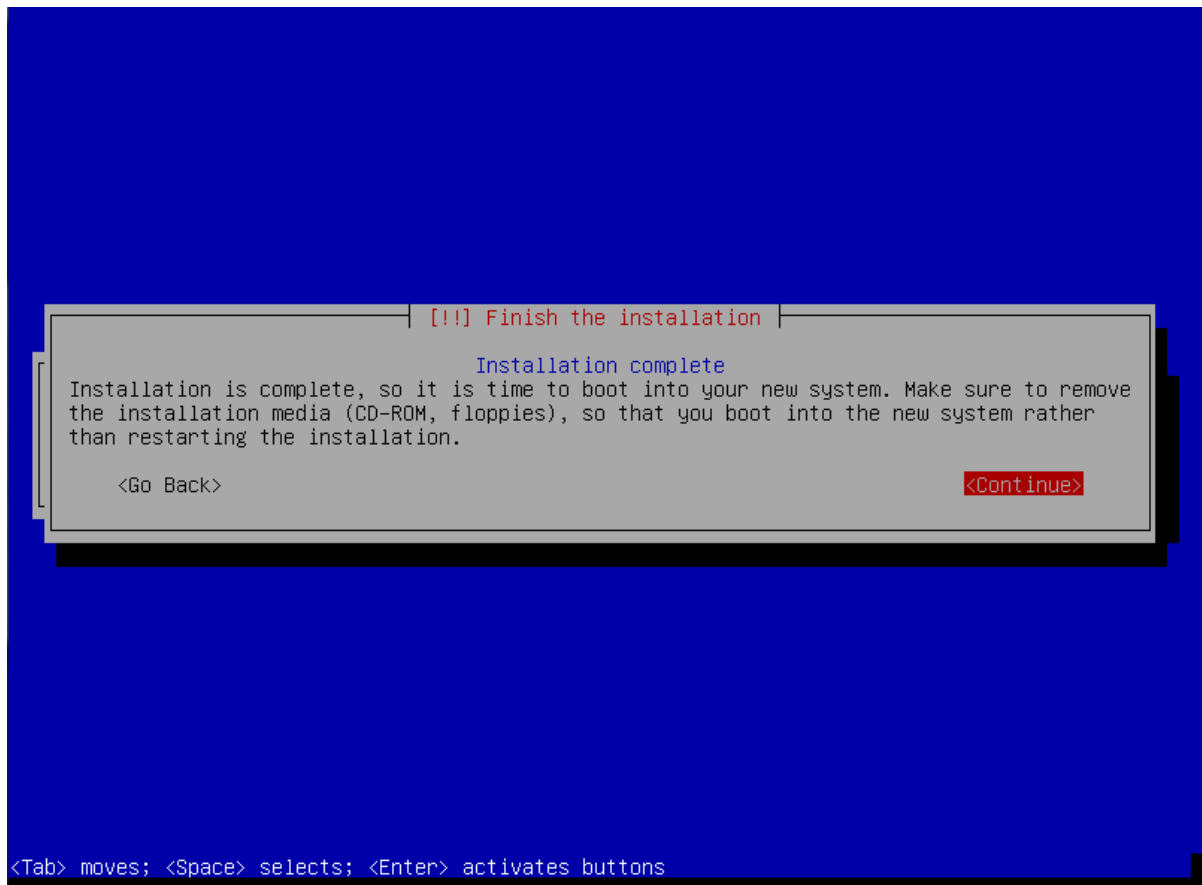 [!!] Finish the installation
Installation complete
Installation is complete, so it is time to boot into your new system. Make sure to remove
the installation media (CD-ROM, floppies), so that you boot into the new system rather
than restarting the installation.
<Go Back> <Continue>
<Tab> moves; <Space> selects; <Enter> activates buttons